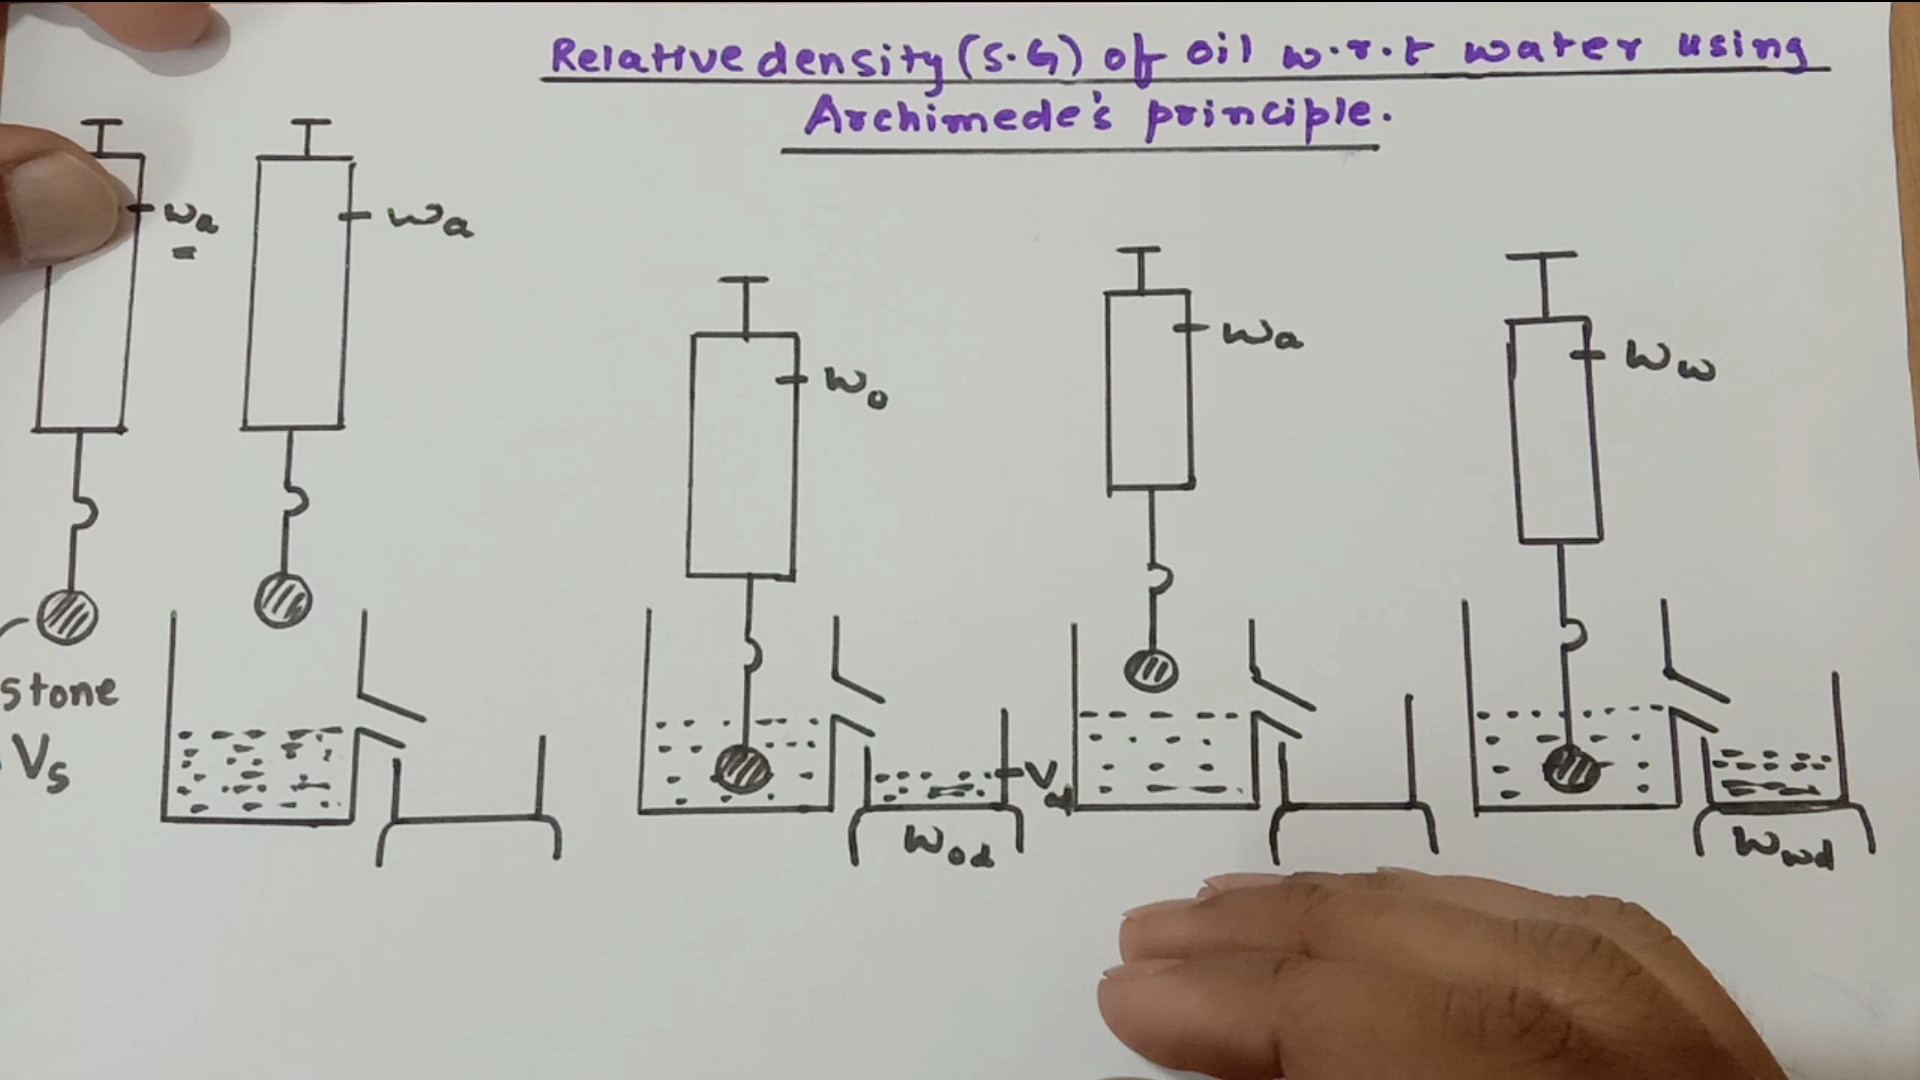 Relative density (S.G) of oil w.r.t water using
Archimede's principle.
wa
wa
wo
wa
ww
stone
Vs
V
wod
wwd